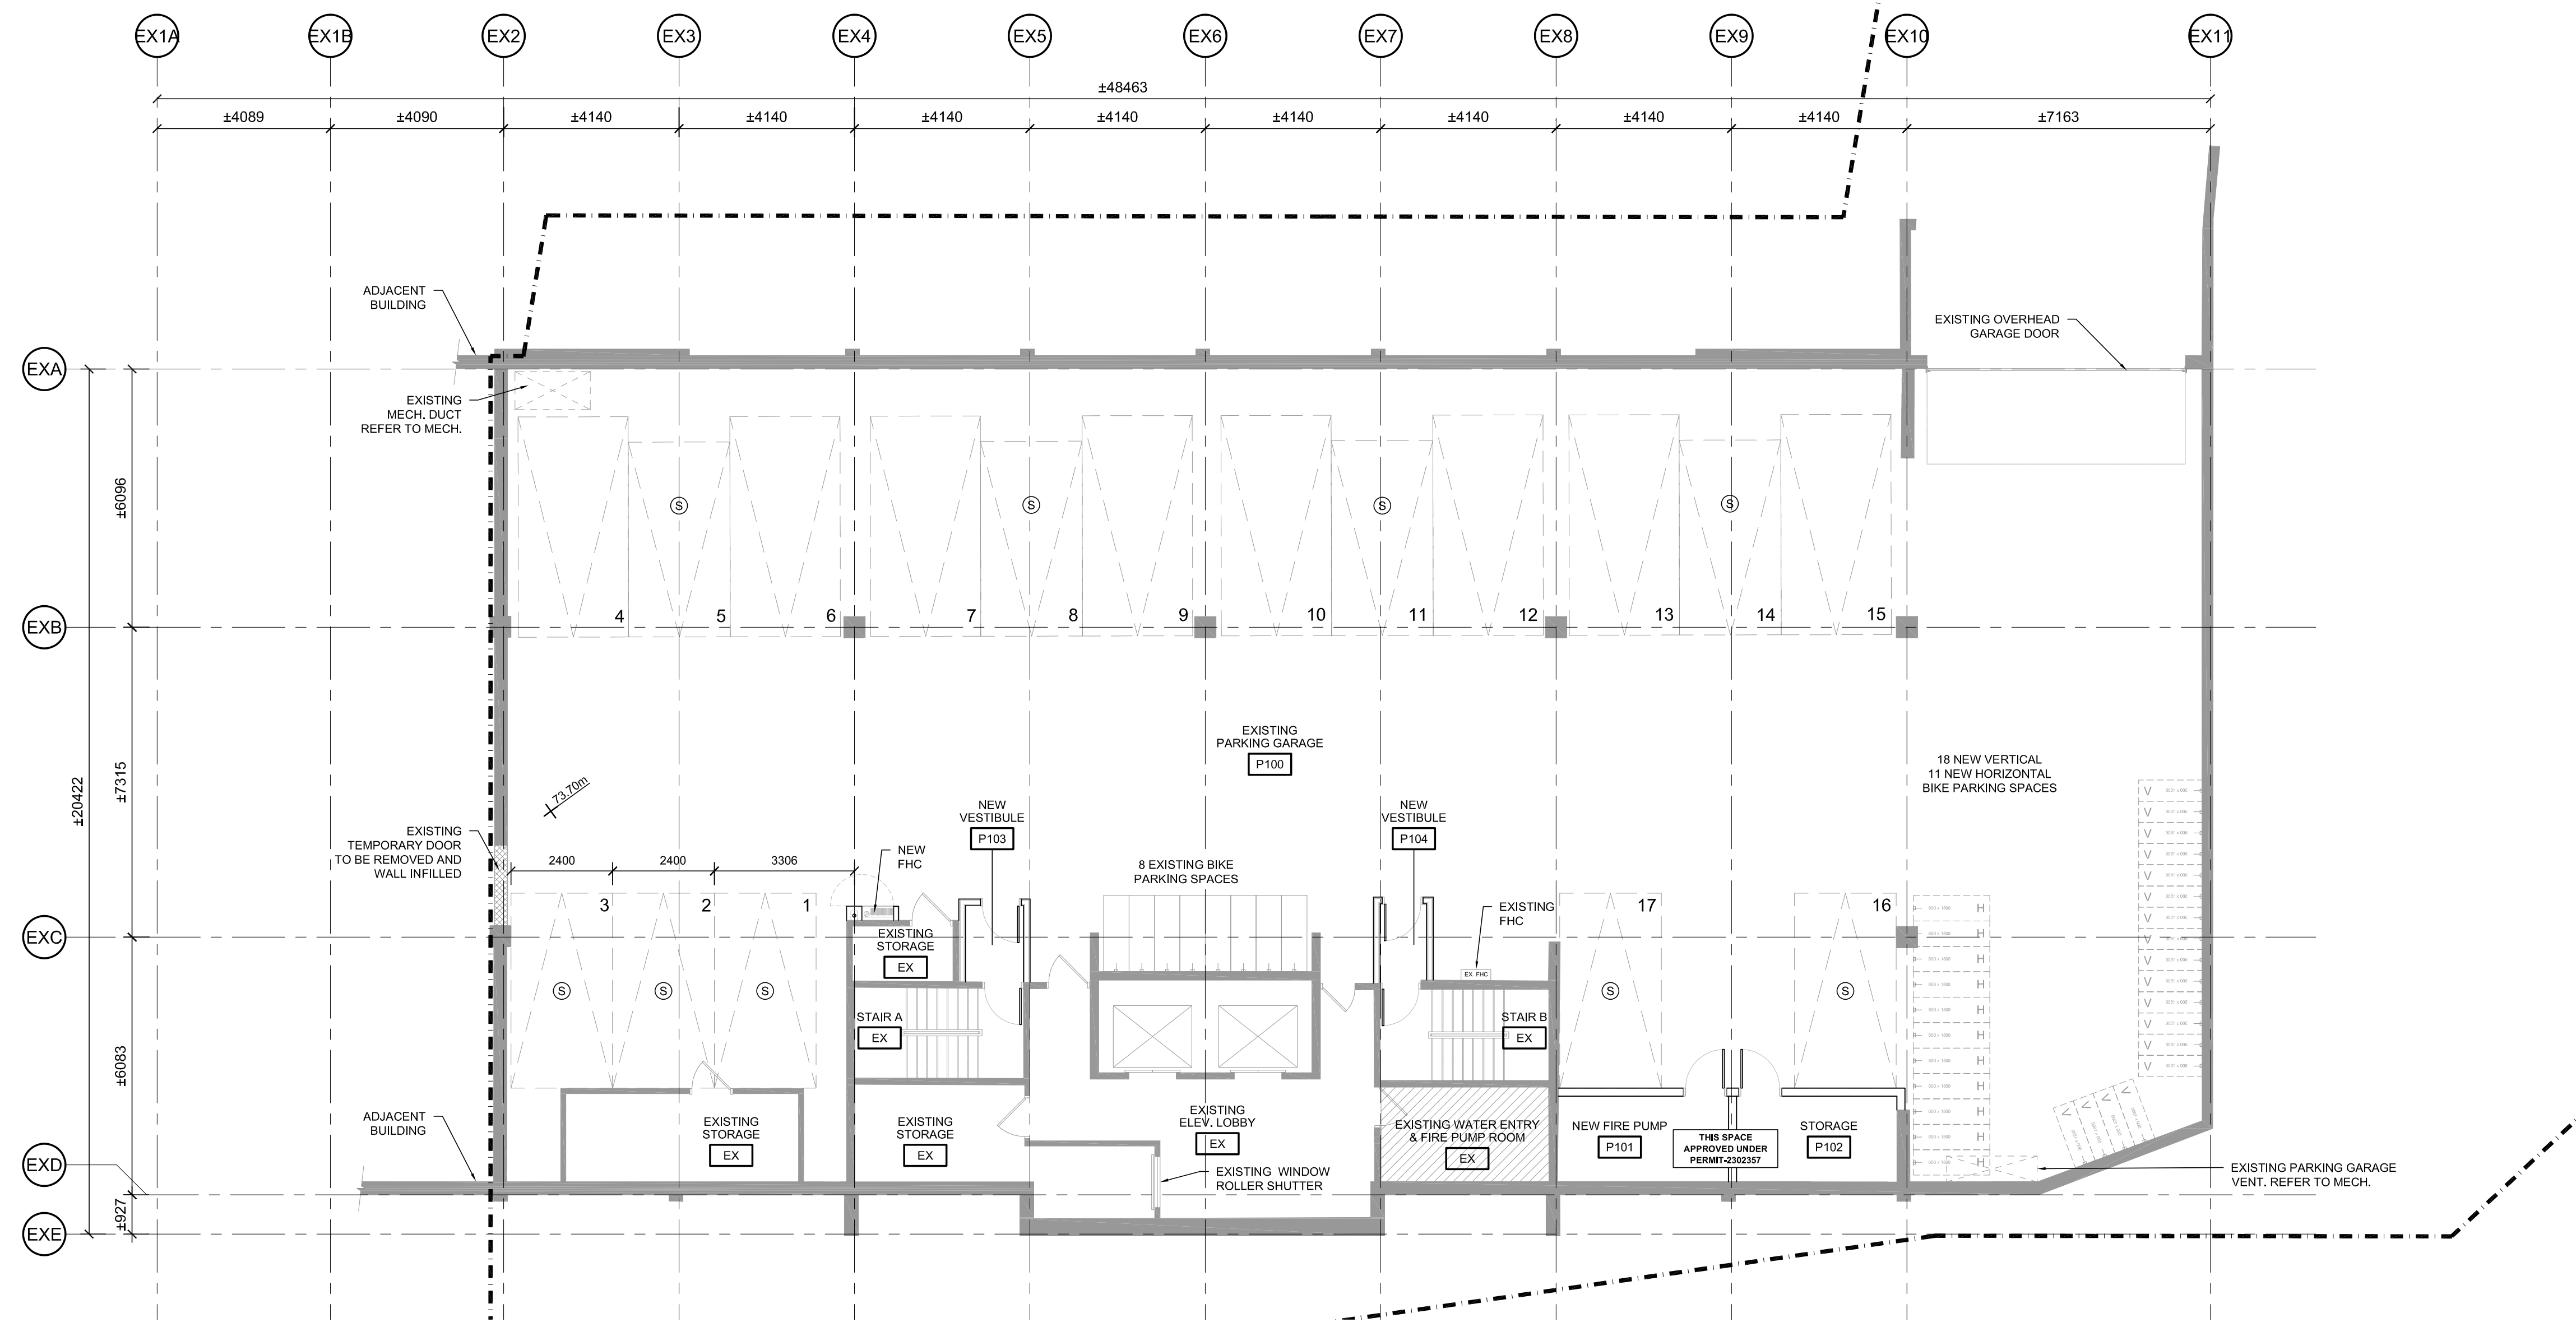 EX1A
EX1B
EX2
EX3
EX4
EX5
EX6
EX7
EX8
EX9
EX10
EX11
±48463
±4089
±4090
±4140
±4140
±4140
±4140
±4140
±4140
±4140
±4140
±7163
ADJACENT
BUILDING
EXISTING OVERHEAD
GARAGE DOOR
EXA
EXISTING
MECH. DUCT
REFER TO MECH.
±6096
S
S
S
S
4
5
6
7
8
9
10
11
12
13
14
15
EXB
±20422
±7315
EXISTING
PARKING GARAGE
P100
18 NEW VERTICAL
11 NEW HORIZONTAL
BIKE PARKING SPACES
73.70m
EXISTING
TEMPORARY DOOR
TO BE REMOVED AND
WALL INFILLED
2400
2400
3306
NEW
FHC
NEW
VESTIBULE
P103
8 EXISTING BIKE
PARKING SPACES
NEW
VESTIBULE
P104
EXISTING
FHC
EX. FHC
3
2
1
17
16
EXC
EXISTING
STORAGE
EX
S
S
S
S
S
STAIR A
EX
STAIR B
EX
V
V
V
V
V
V
V
V
V
V
V
V
V
V
H
H
H
H
H
H
H
H
H
H
H
V
V
V
V
±6083
ADJACENT
BUILDING
EXISTING
STORAGE
EX
EXISTING
STORAGE
EX
EXISTING
ELEV. LOBBY
EX
EXISTING WATER ENTRY
& FIRE PUMP ROOM
EX
NEW FIRE PUMP
P101
THIS SPACE
APPROVED UNDER
PERMIT-2302357
STORAGE
P102
EXISTING WINDOW
ROLLER SHUTTER
EXISTING PARKING GARAGE
VENT. REFER TO MECH.
EXD
±927
EXE